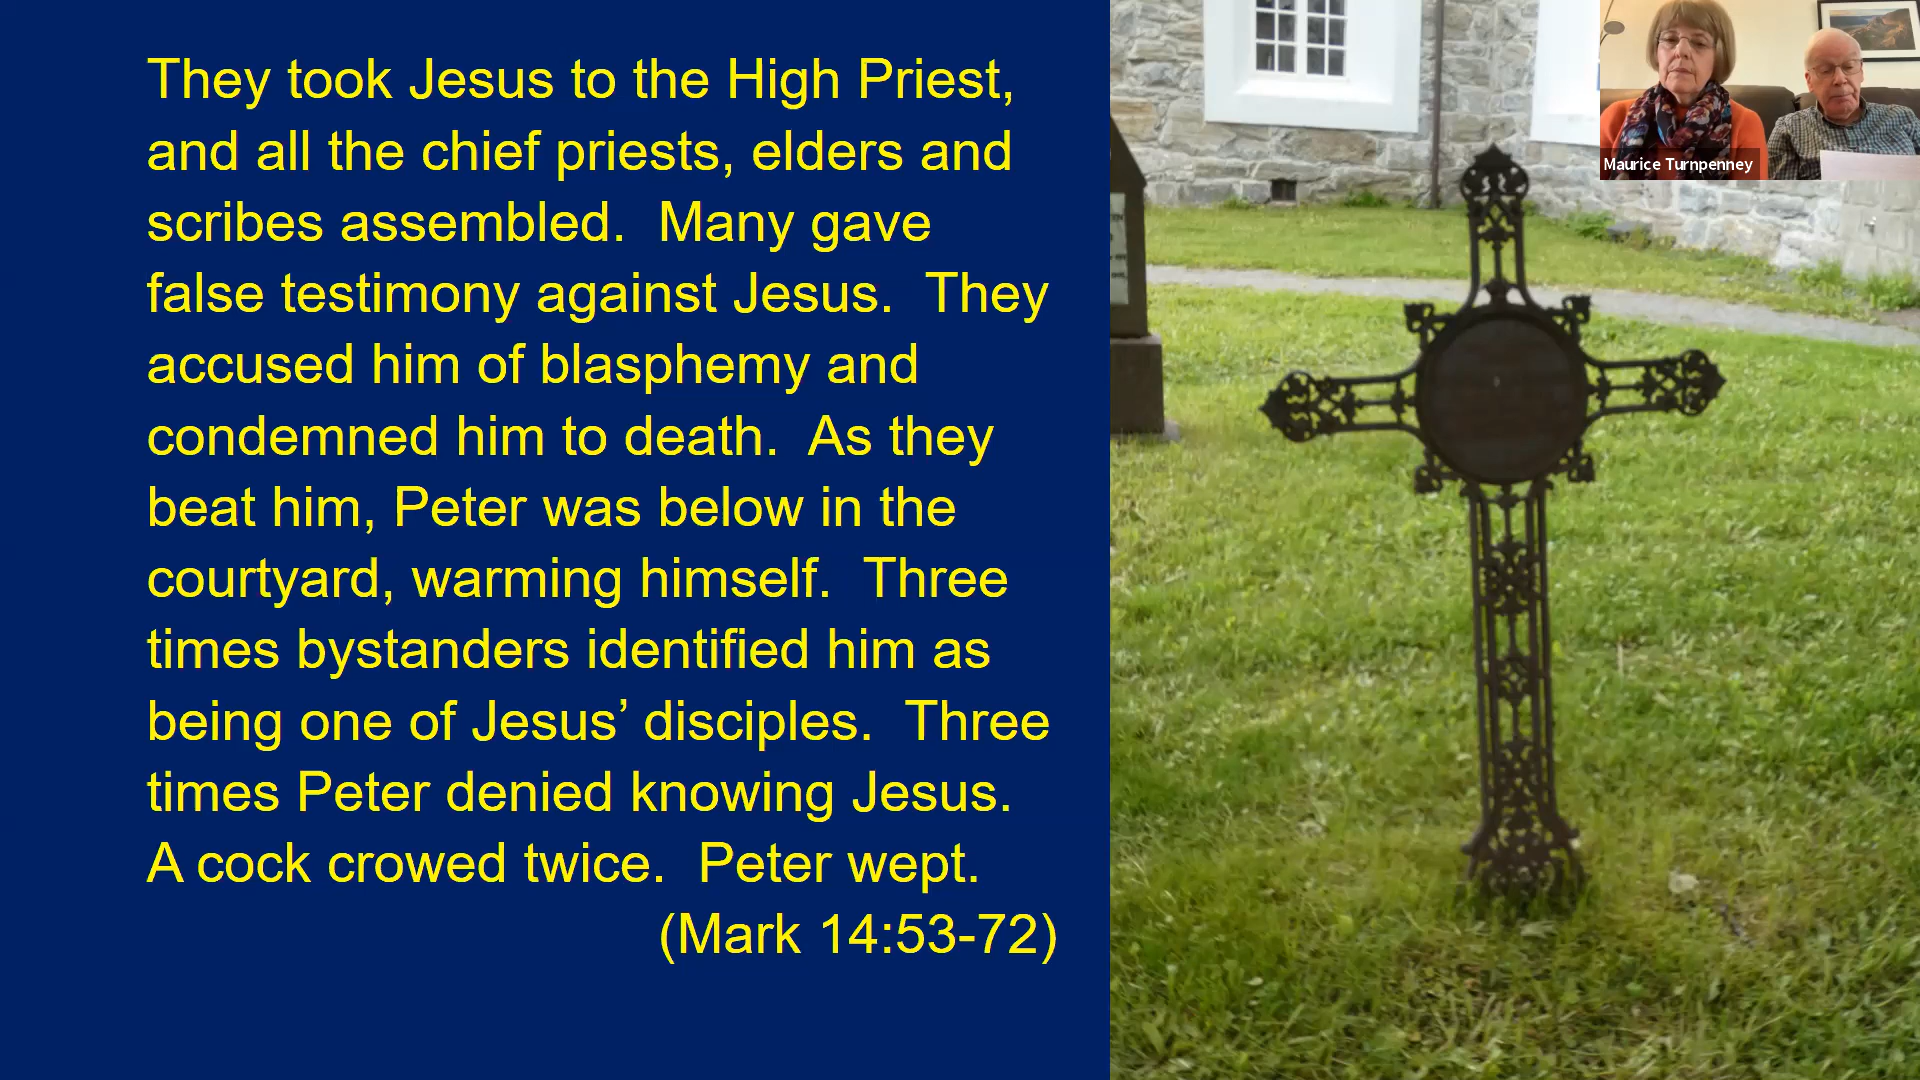 They took Jesus to the High Priest,
and all the chief priests, elders and
scribes assembled.  Many gave
false testimony against Jesus.  They
accused him of blasphemy and
condemned him to death.  As they
beat him, Peter was below in the
courtyard, warming himself.  Three
times bystanders identified him as
being one of Jesus’ disciples.  Three
times Peter denied knowing Jesus.
A cock crowed twice.  Peter wept.
(Mark 14:53-72)
Maurice Turnpenney